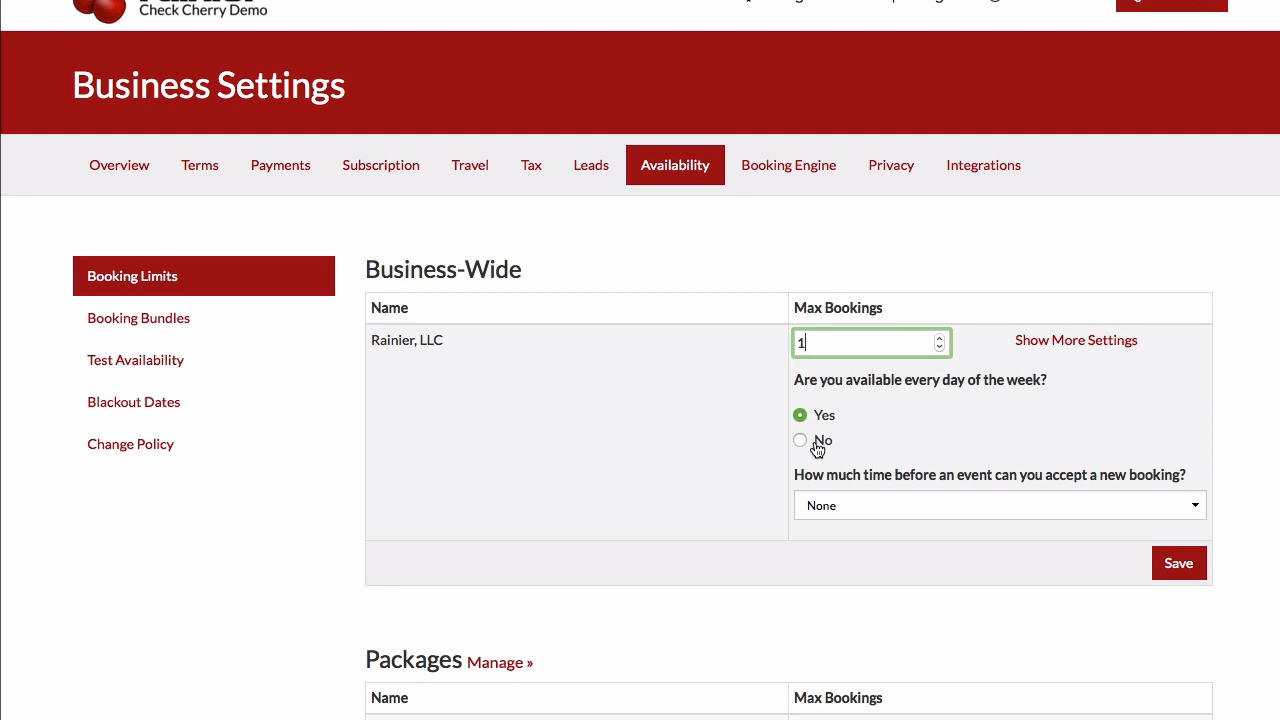 Check Cherry Demo
Business Settings
Overview Terms Payments Subscription Travel Tax Leads Availability Booking Engine Privacy Integrations
Booking Limits
Booking Bundles
Test Availability
Blackout Dates
Change Policy
Business-Wide
Name Max Bookings
Rainier, LLC 1 Show More Settings
Are you available every day of the week?
Yes
No
How much time before an event can you accept a new booking?
None
Save
Packages Manage »
Name Max Bookings